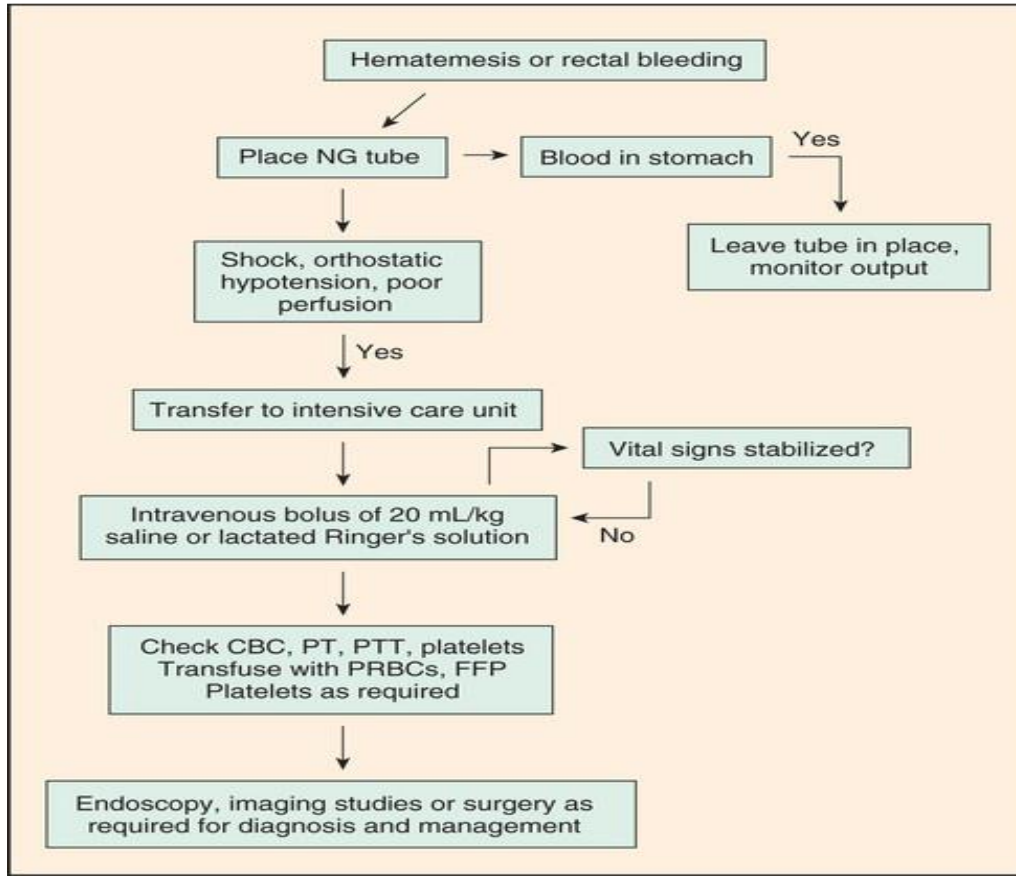 Hematemesis or rectal bleeding
Place NG tube
Blood in stomach
Yes
Leave tube in place,
monitor output
Shock, orthostatic
hypotension, poor
perfusion
Yes
Transfer to intensive care unit
Vital signs stabilized?
Intravenous bolus of 20 mL/kg
saline or lactated Ringer's solution
No
Check CBC, PT, PTT, platelets
Transfuse with PRBCs, FFP
Platelets as required
Endoscopy, imaging studies or surgery as
required for diagnosis and management